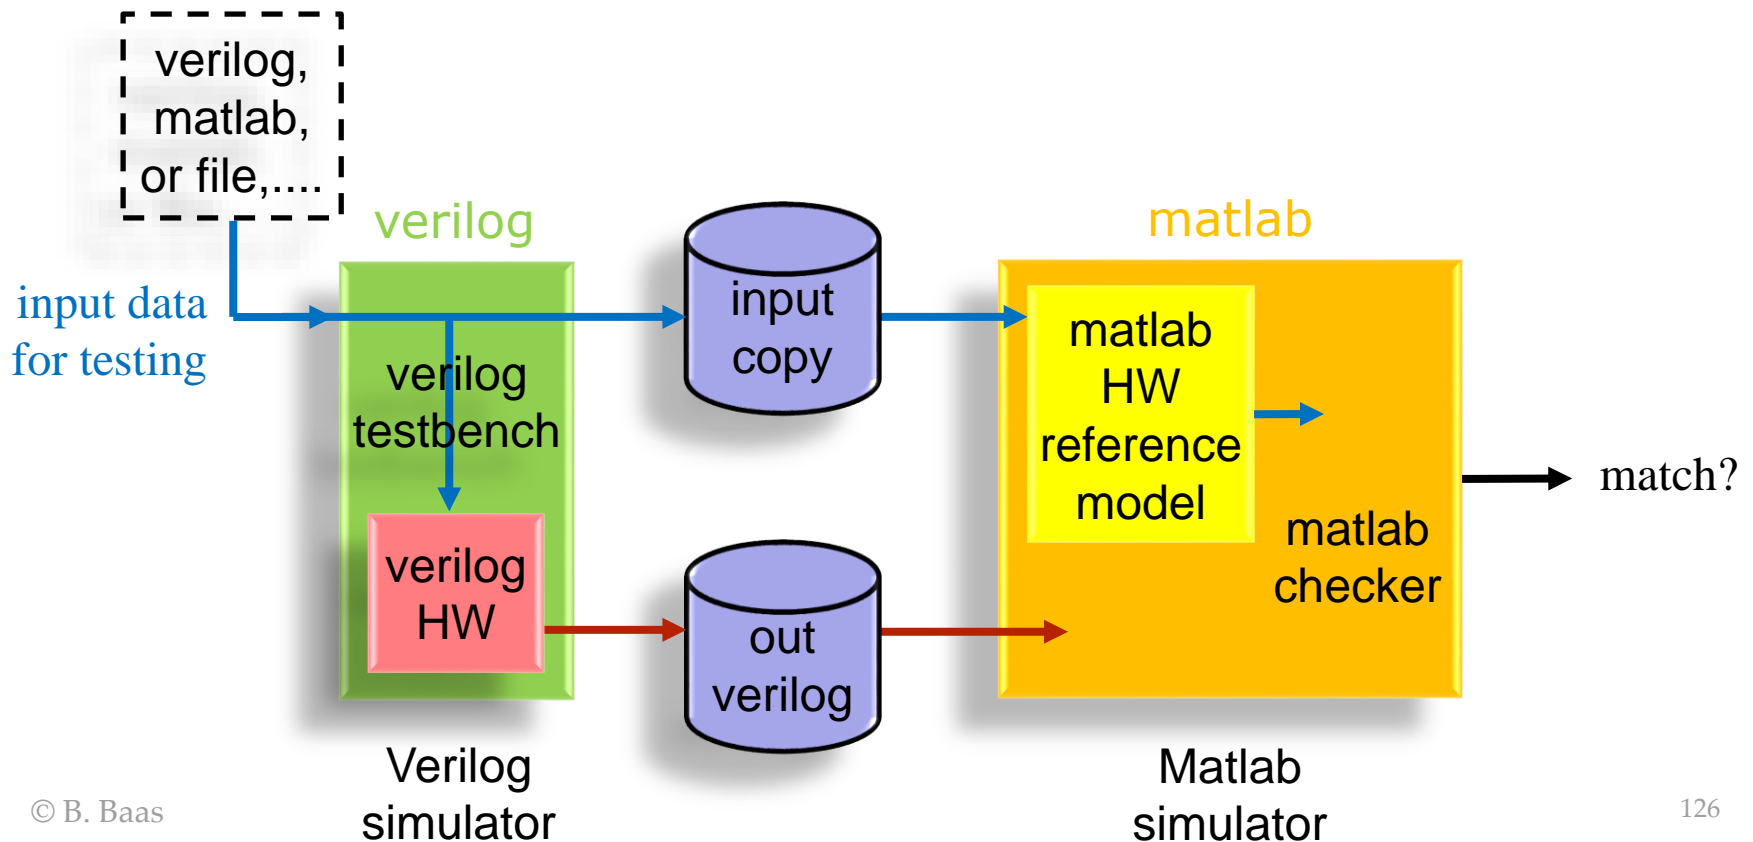 verilog,
matlab,
or file,....
verilog
matlab
input data
for testing
verilog
testbench
verilog
HW
input
copy
out
verilog
matlab
HW
reference
model
matlab
checker
match?
Verilog
simulator
Matlab
simulator
© B. Baas
126